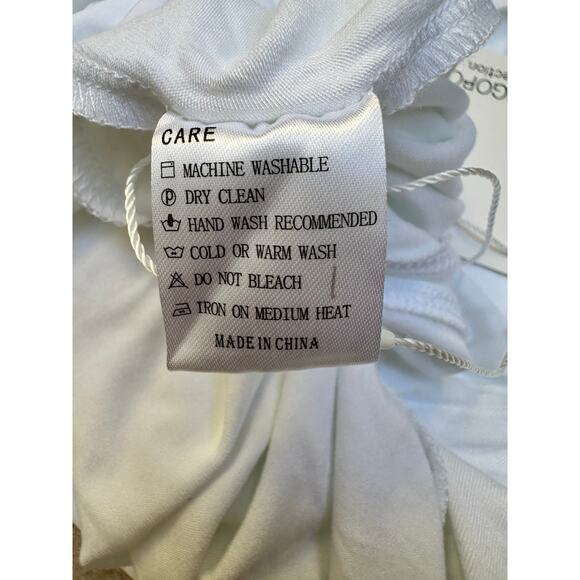 CARE
MACHINE WASHABLE
DRY CLEAN
HAND WASH RECOMMENDED
COLD OR WARM WASH
DO NOT BLEACH
IRON ON MEDIUM HEAT
MADE IN CHINA